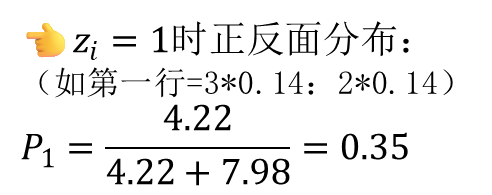 👈 zᵢ = 1时正反面分布：
（如第一行=3*0.14：2*0.14）
P₁ = 4.22 / (4.22 + 7.98) = 0.35